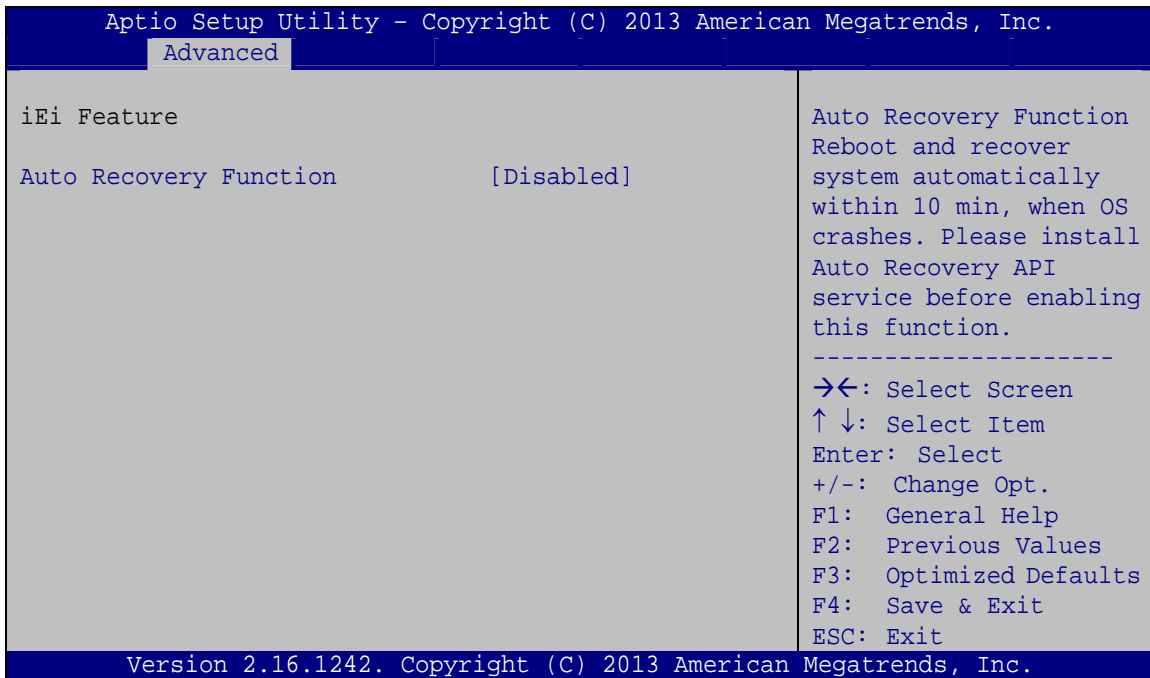 Aptio Setup Utility – Copyright (C) 2013 American Megatrends, Inc.
Advanced
iEi Feature
Auto Recovery Function [Disabled]
Auto Recovery Function
Reboot and recover
system automatically
within 10 min, when OS
crashes. Please install
Auto Recovery API
service before enabling
this function.
---------------------
→←: Select Screen
↑ ↓: Select Item
Enter: Select
+/-: Change Opt.
F1: General Help
F2: Previous Values
F3: Optimized Defaults
F4: Save & Exit
ESC: Exit
Version 2.16.1242. Copyright (C) 2013 American Megatrends, Inc.